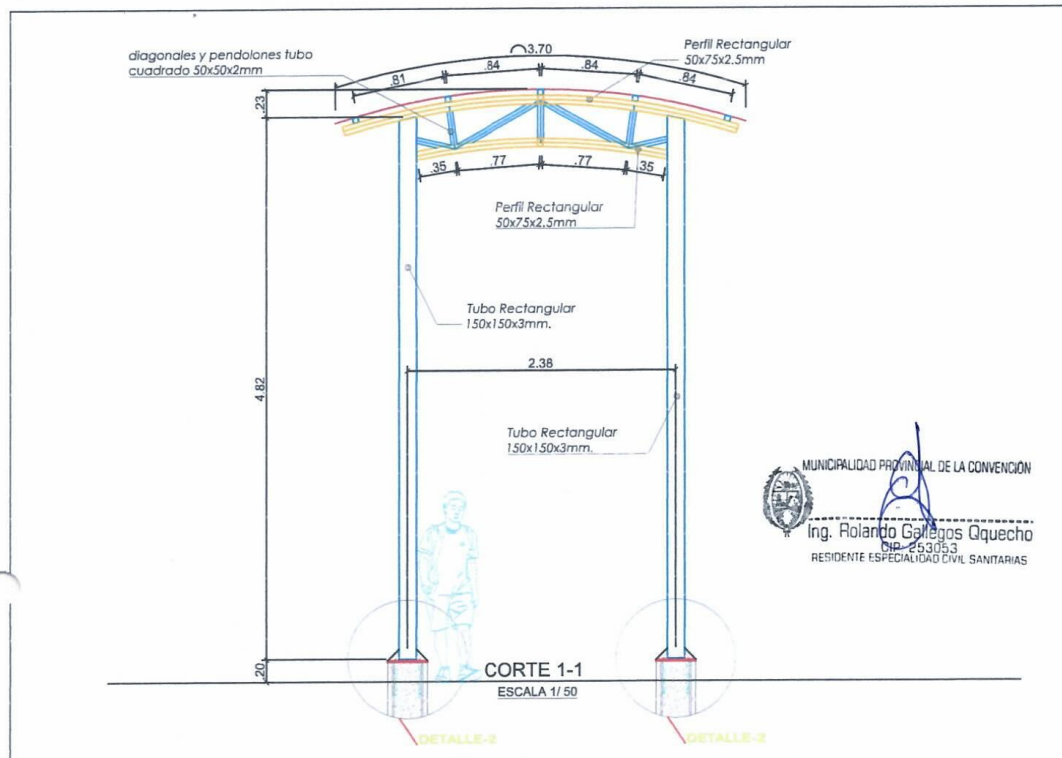 diagonales y pendolones tubo
cuadrado 50x50x2mm
3.70
Perfil Rectangular
50x75x2.5mm
.81
.84
.84
.84
.23
.35
.77
.77
.35
Perfil Rectangular
50x75x2.5mm
Tubo Rectangular
150x150x3mm.
2.38
4.82
Tubo Rectangular
150x150x3mm.
MUNICIPALIDAD PROVINCIAL DE LA CONVENCIÓN
Ing. Rolando Gallegos Qquecho
CIP 253053
RESIDENTE ESPECIALIDAD CIVIL SANITARIAS
.20
CORTE 1-1
ESCALA 1/ 50
DETALLE-2
DETALLE-2